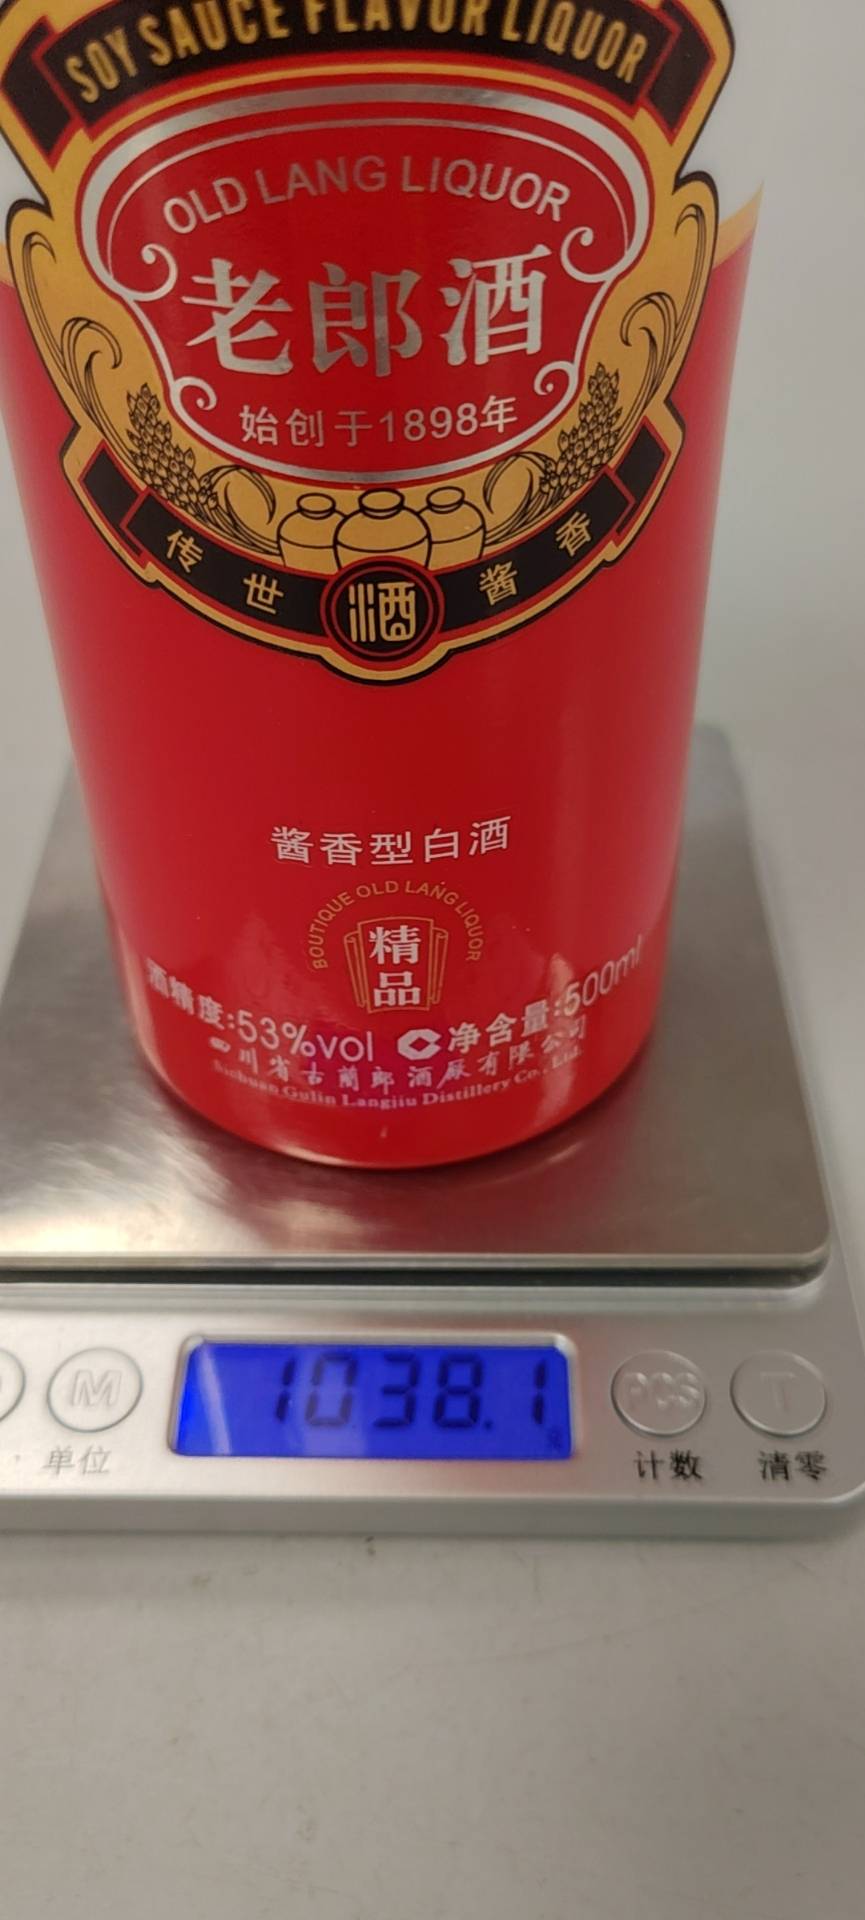 SOY SAUCE FLAVOR LIQUOR
OLD LANG LIQUOR
老郎酒
始创于1898年
传世酒酱香
酱香型白酒
BOUTIQUE OLD LANG LIQUOR
精品
酒精度:53%vol 净含量:500ml
四川省古蔺郎酒厂有限公司
Sichuan Gulin Langjiu Distillery Co., Ltd.
1038.1
M PCS T
单位 计数 清零